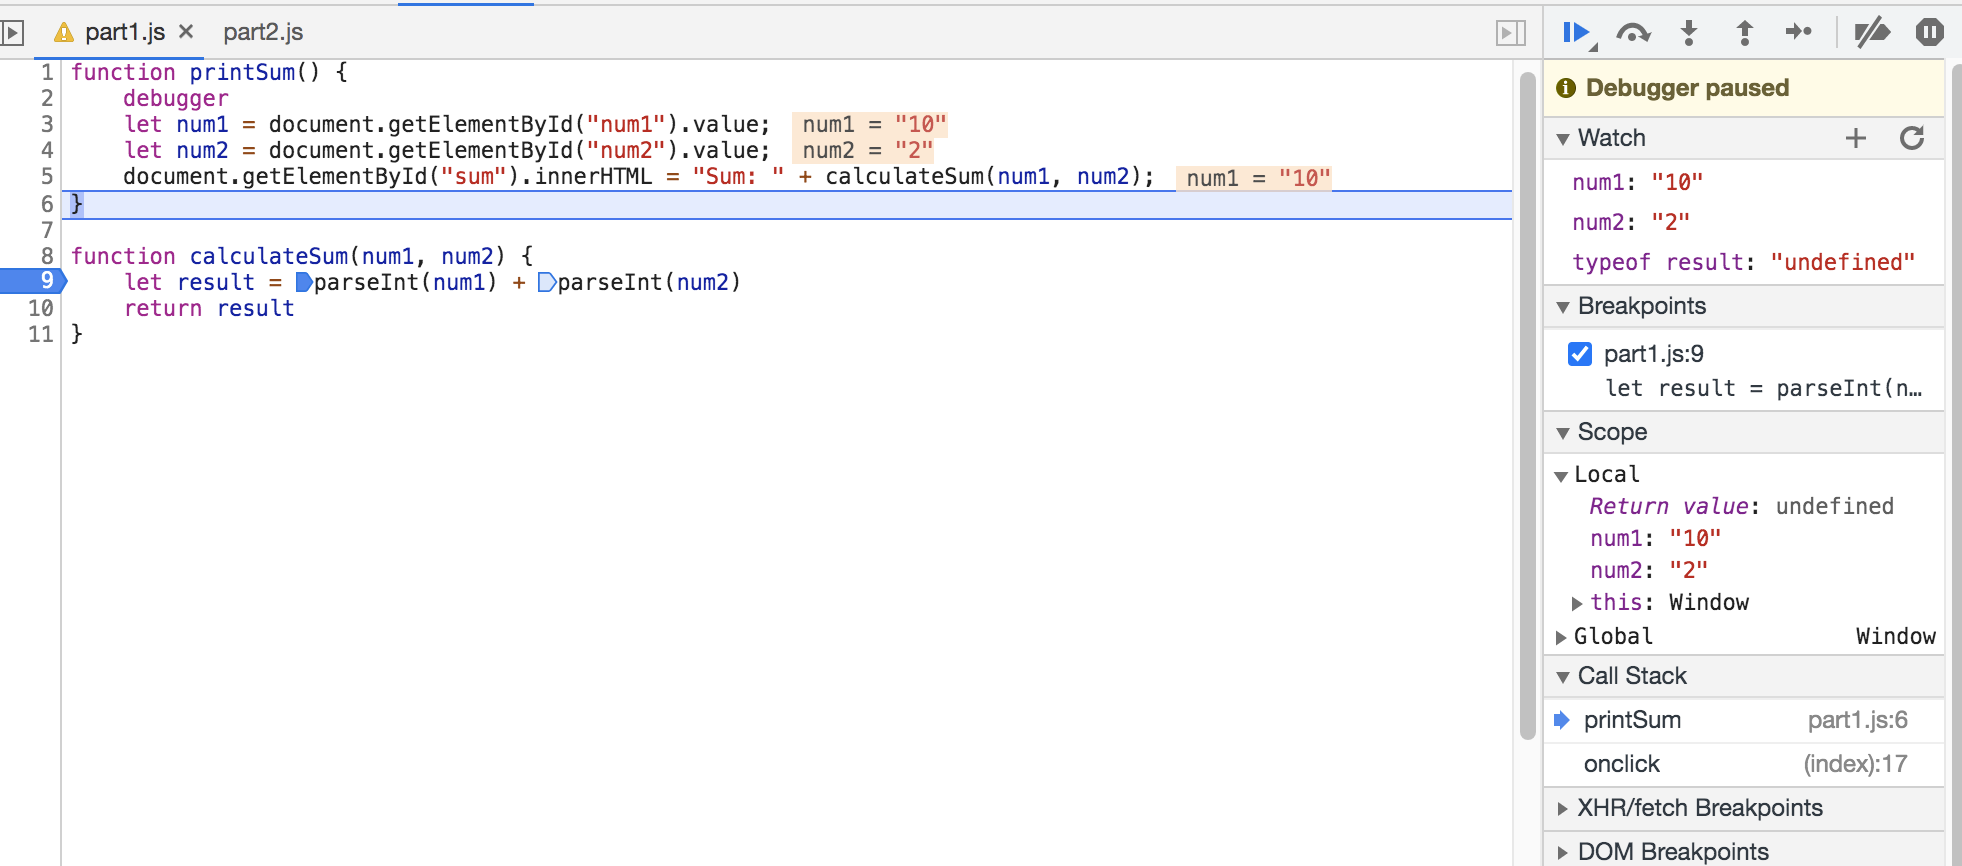 part1.js × part2.js
1 function printSum() {
2 debugger
3 let num1 = document.getElementById("num1").value; num1 = "10"
4 let num2 = document.getElementById("num2").value; num2 = "2"
5 document.getElementById("sum").innerHTML = "Sum: " + calculateSum(num1, num2); num1 = "10"
6 }
7
8 function calculateSum(num1, num2) {
9 let result = parseInt(num1) + parseInt(num2)
10 return result
11 }
Debugger paused
Watch
num1: "10"
num2: "2"
typeof result: "undefined"
Breakpoints
part1.js:9
let result = parseInt(n…
Scope
Local
Return value: undefined
num1: "10"
num2: "2"
this: Window
Global Window
Call Stack
printSum part1.js:6
onclick (index):17
XHR/fetch Breakpoints
DOM Breakpoints